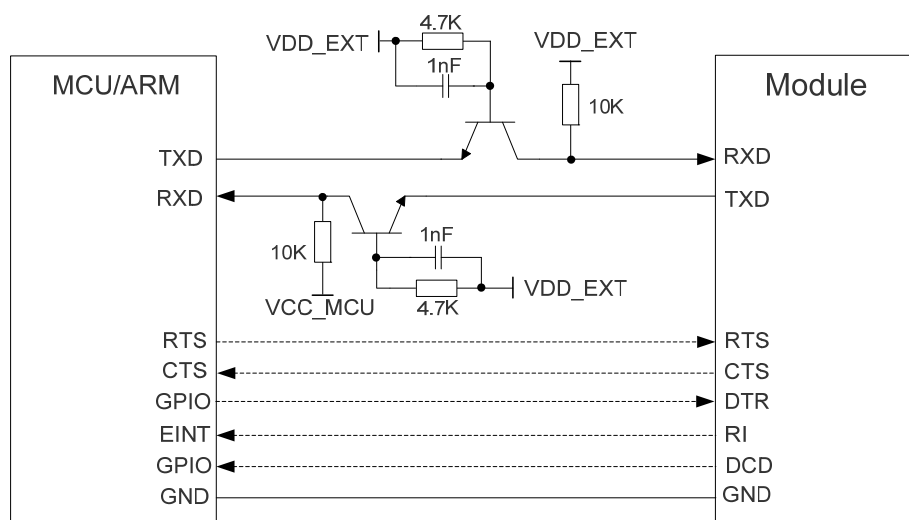 4.7K
VDD_EXT
VDD_EXT
1nF
MCU/ARM
Module
10K
TXD
RXD
RXD
TXD
1nF
10K
VDD_EXT
VCC_MCU
4.7K
RTS
RTS
CTS
CTS
GPIO
DTR
EINT
RI
GPIO
DCD
GND
GND